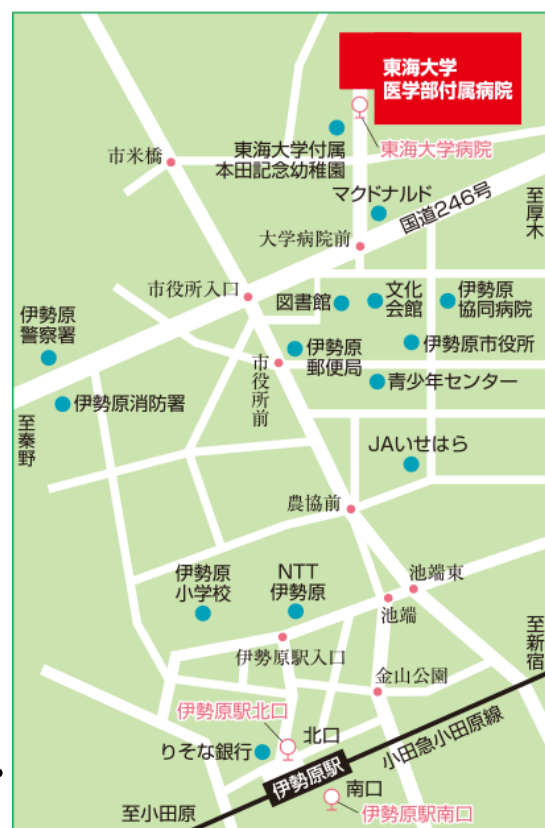 東海大学
医学部付属病院
東海大学付属
本田記念幼稚園
東海大学病院
市米橋
マクドナルド
国道246号
至厚木
大学病院前
市役所入口
図書館
文化
会館
伊勢原
協同病院
伊勢原
警察署
伊勢原
郵便局
伊勢原市役所
市役所前
青少年センター
伊勢原消防署
至秦野
JAいせはら
農協前
池端東
伊勢原
小学校
NTT
伊勢原
池端
至新宿
伊勢原駅入口
金山公園
伊勢原駅北口
北口
小田急小田原線
りそな銀行
伊勢原駅
南口
至小田原
伊勢原駅南口